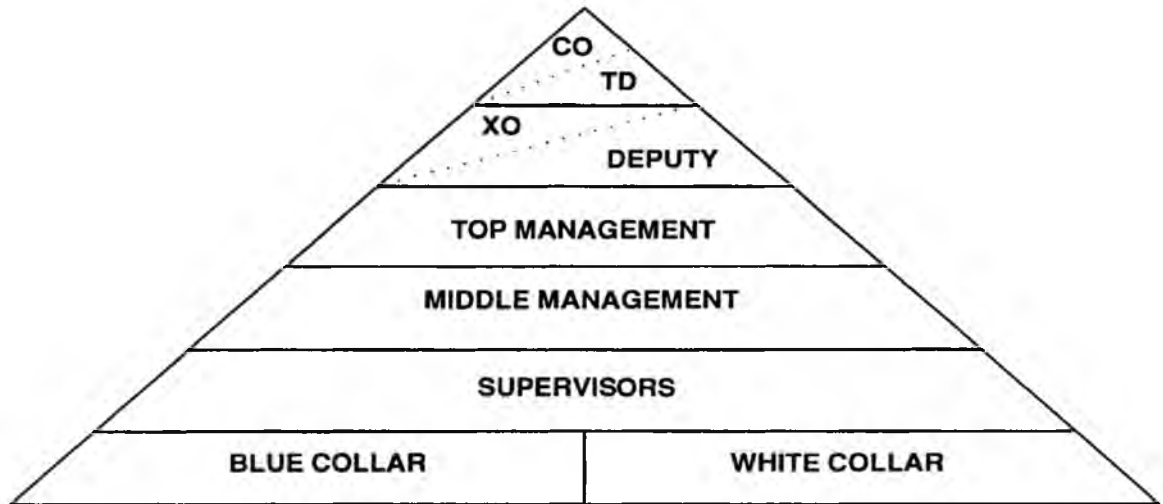 CO
TD
XO
DEPUTY
TOP MANAGEMENT
MIDDLE MANAGEMENT
SUPERVISORS
BLUE COLLAR
WHITE COLLAR